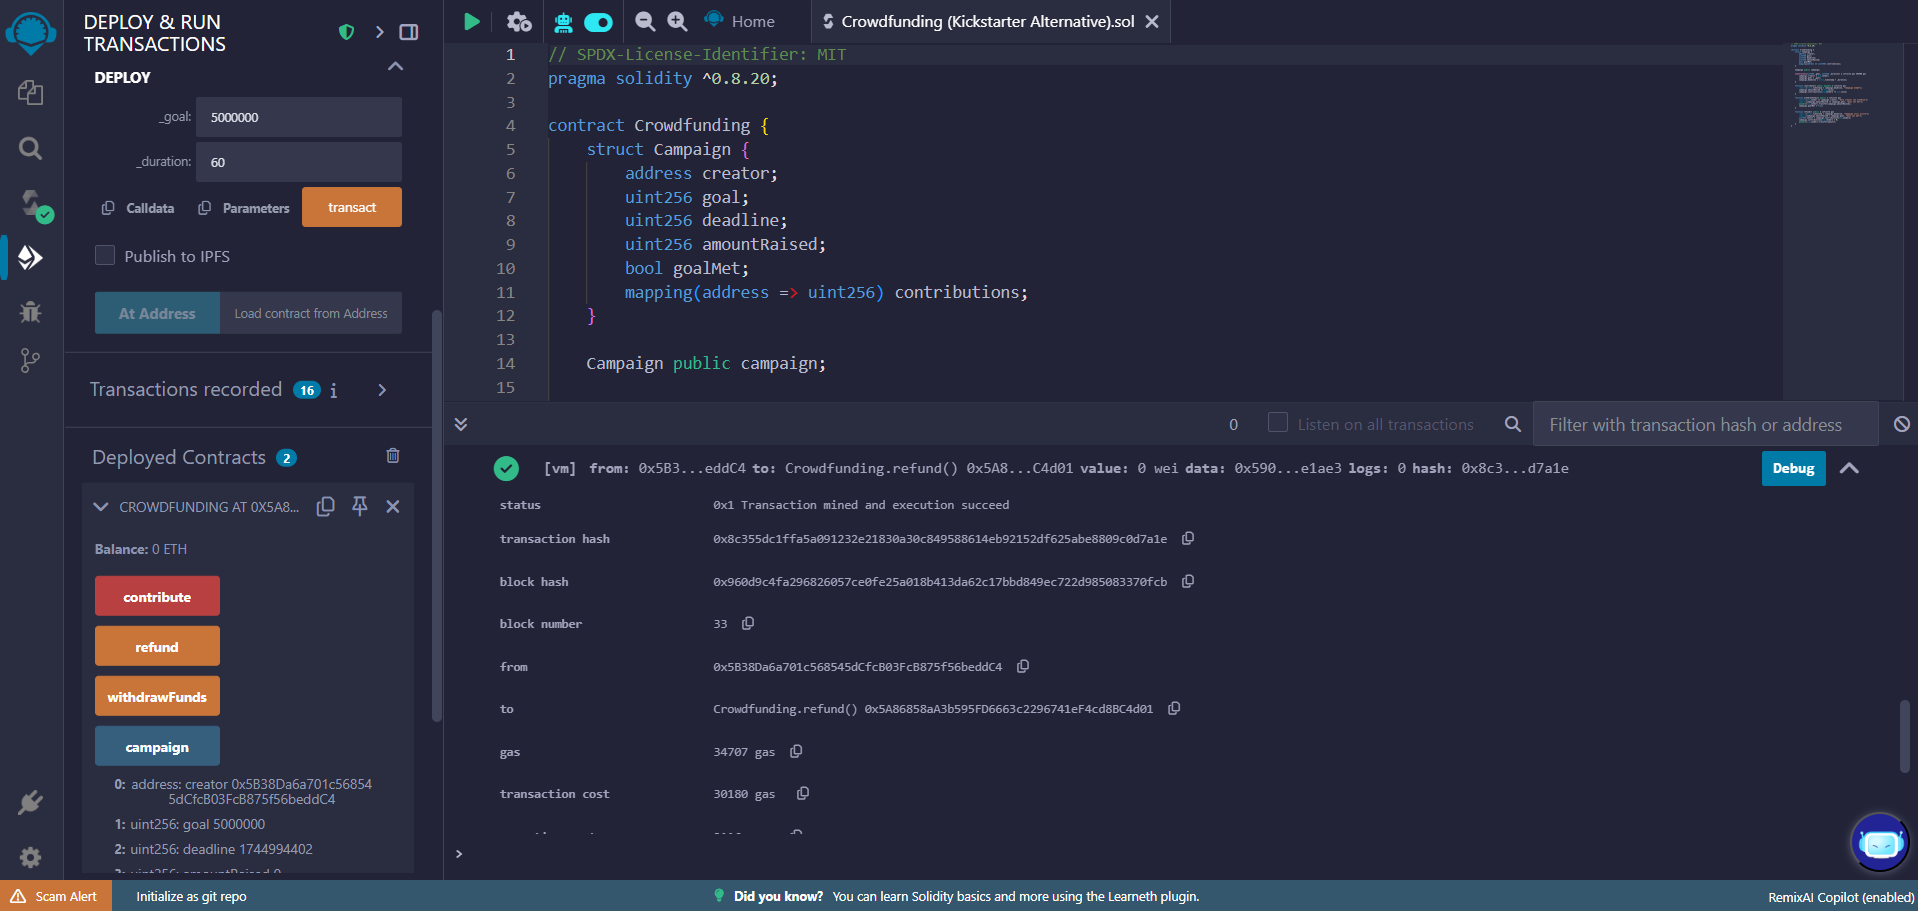 DEPLOY & RUN
TRANSACTIONS
DEPLOY
_goal: 5000000
_duration: 60
Calldata Parameters transact
Publish to IPFS
At Address Load contract from Address
Transactions recorded 16 i
Deployed Contracts 2
CROWDFUNDING AT 0X5A8...
Balance: 0 ETH
contribute
refund
withdrawFunds
campaign
0: address: creator 0x5B38Da6a701c56854
5dCfcB03FcB875f56beddC4
1: uint256: goal 5000000
2: uint256: deadline 1744994402
Home Crowdfunding (Kickstarter Alternative).sol
1 // SPDX-License-Identifier: MIT
2 pragma solidity ^0.8.20;
3
4 contract Crowdfunding {
5 struct Campaign {
6 address creator;
7 uint256 goal;
8 uint256 deadline;
9 uint256 amountRaised;
10 bool goalMet;
11 mapping(address => uint256) contributions;
12 }
13
14 Campaign public campaign;
15
0 Listen on all transactions Filter with transaction hash or address
[vm] from: 0x5B3...eddC4 to: Crowdfunding.refund() 0x5A8...C4d01 value: 0 wei data: 0x590...e1ae3 logs: 0 hash: 0x8c3...d7a1e Debug
status 0x1 Transaction mined and execution succeed
transaction hash 0x8c355dc1ffa5a091232e21830a30c849588614eb92152df625abe8809c0d7a1e
block hash 0x960d9c4fa296826057ce0fe25a018b413da62c17bbd849ec722d985083370fcb
block number 33
from 0x5B38Da6a701c568545dCfcB03FcB875f56beddC4
to Crowdfunding.refund() 0x5A86858aA3b595FD6663c2296741eF4cd8BC4d01
gas 34707 gas
transaction cost 30180 gas
>
Scam Alert Initialize as git repo Did you know? You can learn Solidity basics and more using the Learneth plugin. RemixAI Copilot (enabled)